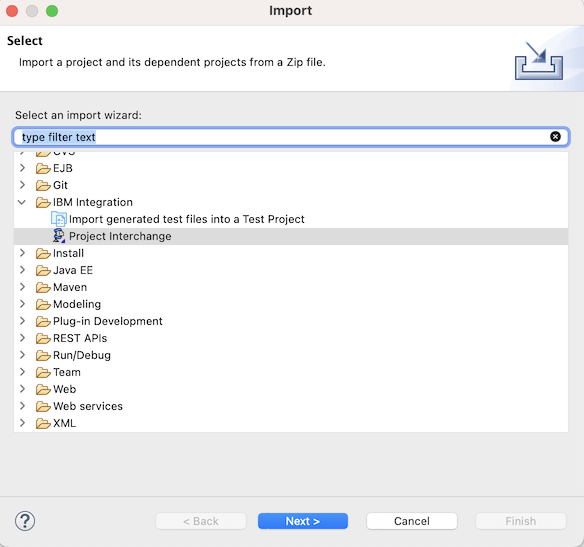 Import
Select
Import a project and its dependent projects from a Zip file.
Select an import wizard:
type filter text
CVS
EJB
Git
IBM Integration
Import generated test files into a Test Project
Project Interchange
Install
Java EE
Maven
Modeling
Plug-in Development
REST APIs
Run/Debug
Team
Web
Web services
XML
?
< Back
Next >
Cancel
Finish